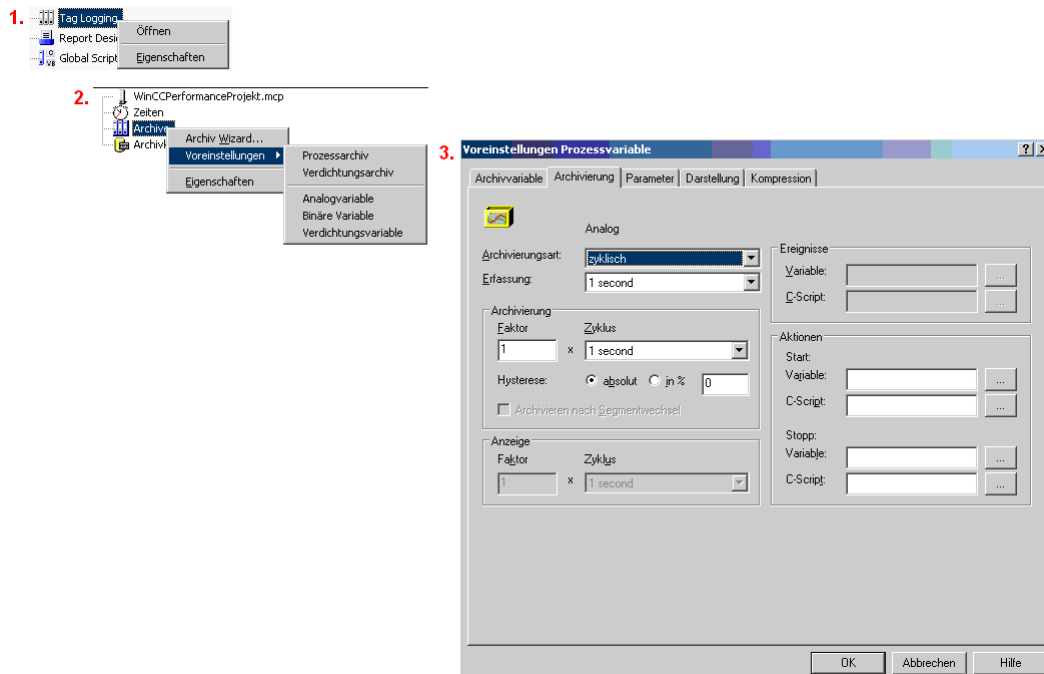 1.
Tag Logging
Report Desi
Global Script
Öffnen
Eigenschaften
2.
WinCCPerformanceProjekt.mcp
Zeiten
Archive
Archivk
Archiv Wizard...
Voreinstellungen
Eigenschaften
Prozessarchiv
Verdichtungsarchiv
Analogvariable
Binäre Variable
Verdichtungsvariable
3.
Voreinstellungen Prozessvariable
Archivvariable Archivierung Parameter Darstellung Kompression
Analog
Archivierungsart: zyklisch
Erfassung: 1 second
Archivierung
Faktor Zyklus
1 x 1 second
Hysterese: absolut in % 0
Archivieren nach Segmentwechsel
Anzeige
Faktor Zyklus
1 x 1 second
Ereignisse
Variable: ...
C-Script: ...
Aktionen
Start:
Variable: ...
C-Script: ...
Stopp:
Variable: ...
C-Script: ...
OK Abbrechen Hilfe